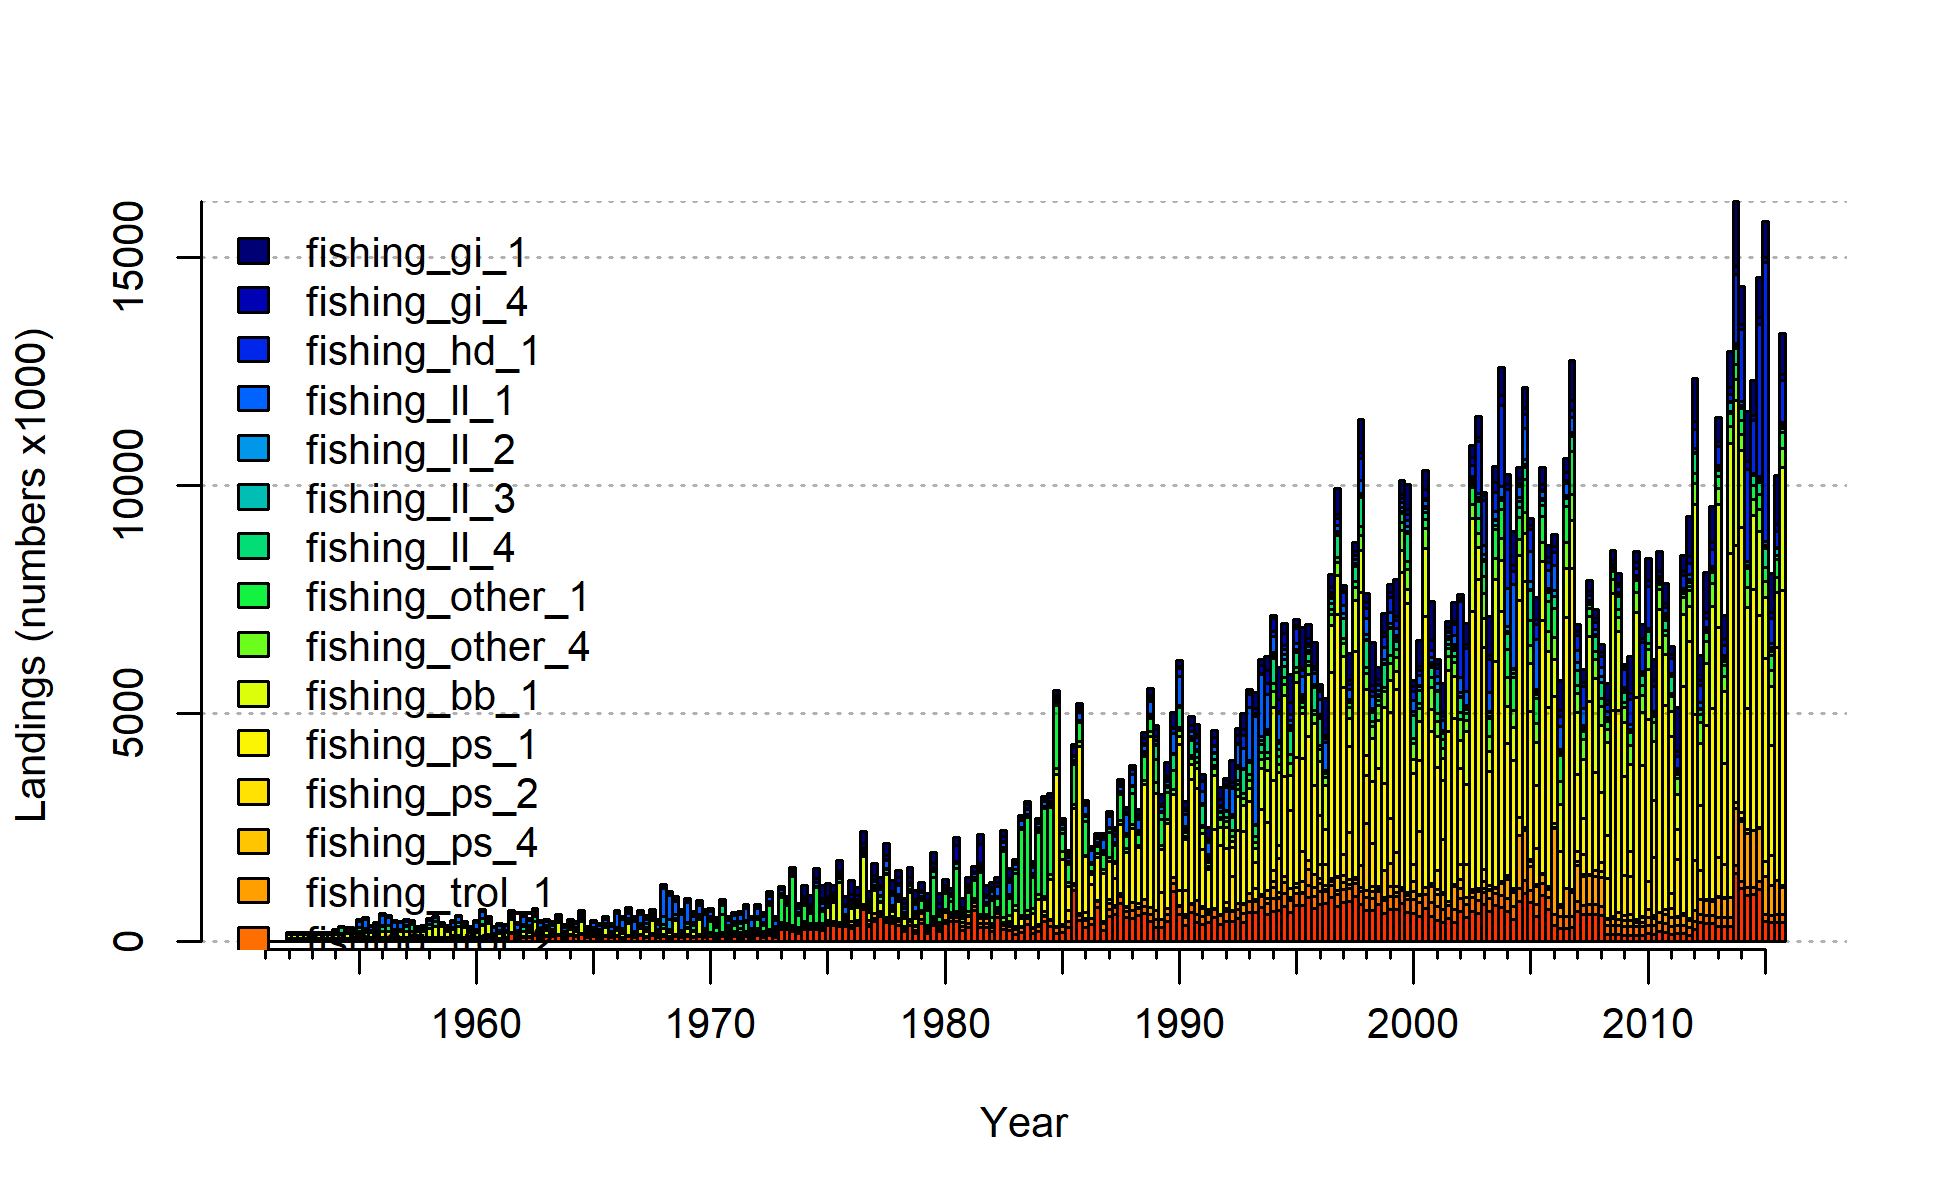 Landings (numbers x1000)
15000
10000
5000
0
fishing_gi_1
fishing_gi_4
fishing_hd_1
fishing_ll_1
fishing_ll_2
fishing_ll_3
fishing_ll_4
fishing_other_1
fishing_other_4
fishing_bb_1
fishing_ps_1
fishing_ps_2
fishing_ps_4
fishing_trol_1
1960 1970 1980 1990 2000 2010
Year